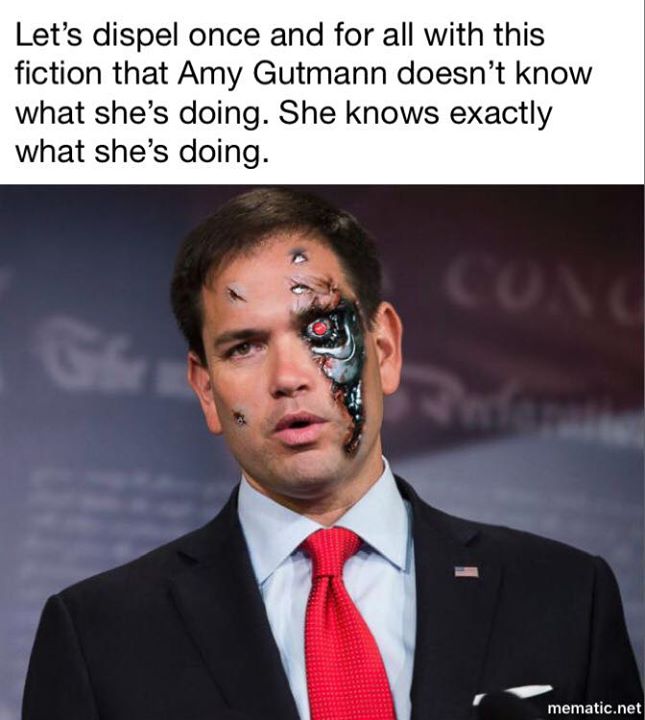 Let’s dispel once and for all with this
fiction that Amy Gutmann doesn’t know
what she’s doing. She knows exactly
what she’s doing.
CONG
mematic.net